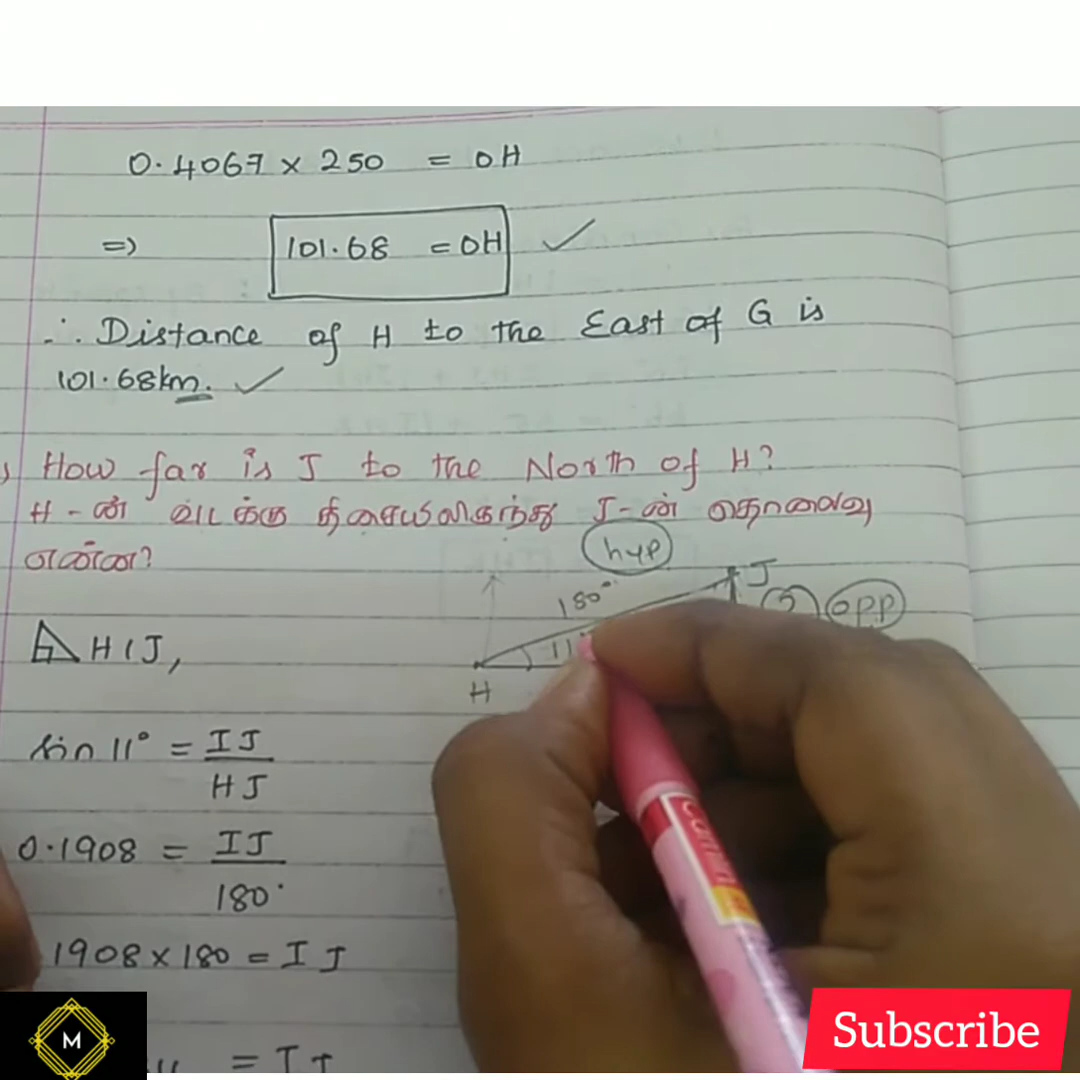 0.4067 × 250 = OH
=) 101.68 = OH ✓
∴ Distance of H to the East of G is
101.68km. ✓
How far is J to the North of H?
H - ன் வடக்கு திசையிலிருந்து J - ன் தொலைவு
என்ன?
hyp
J
180°
? opp
11
H
HIJ,
sin 11° = IJ
HJ
0.1908 = IJ
180
1908 × 180 = IJ
= IJ
M
Subscribe